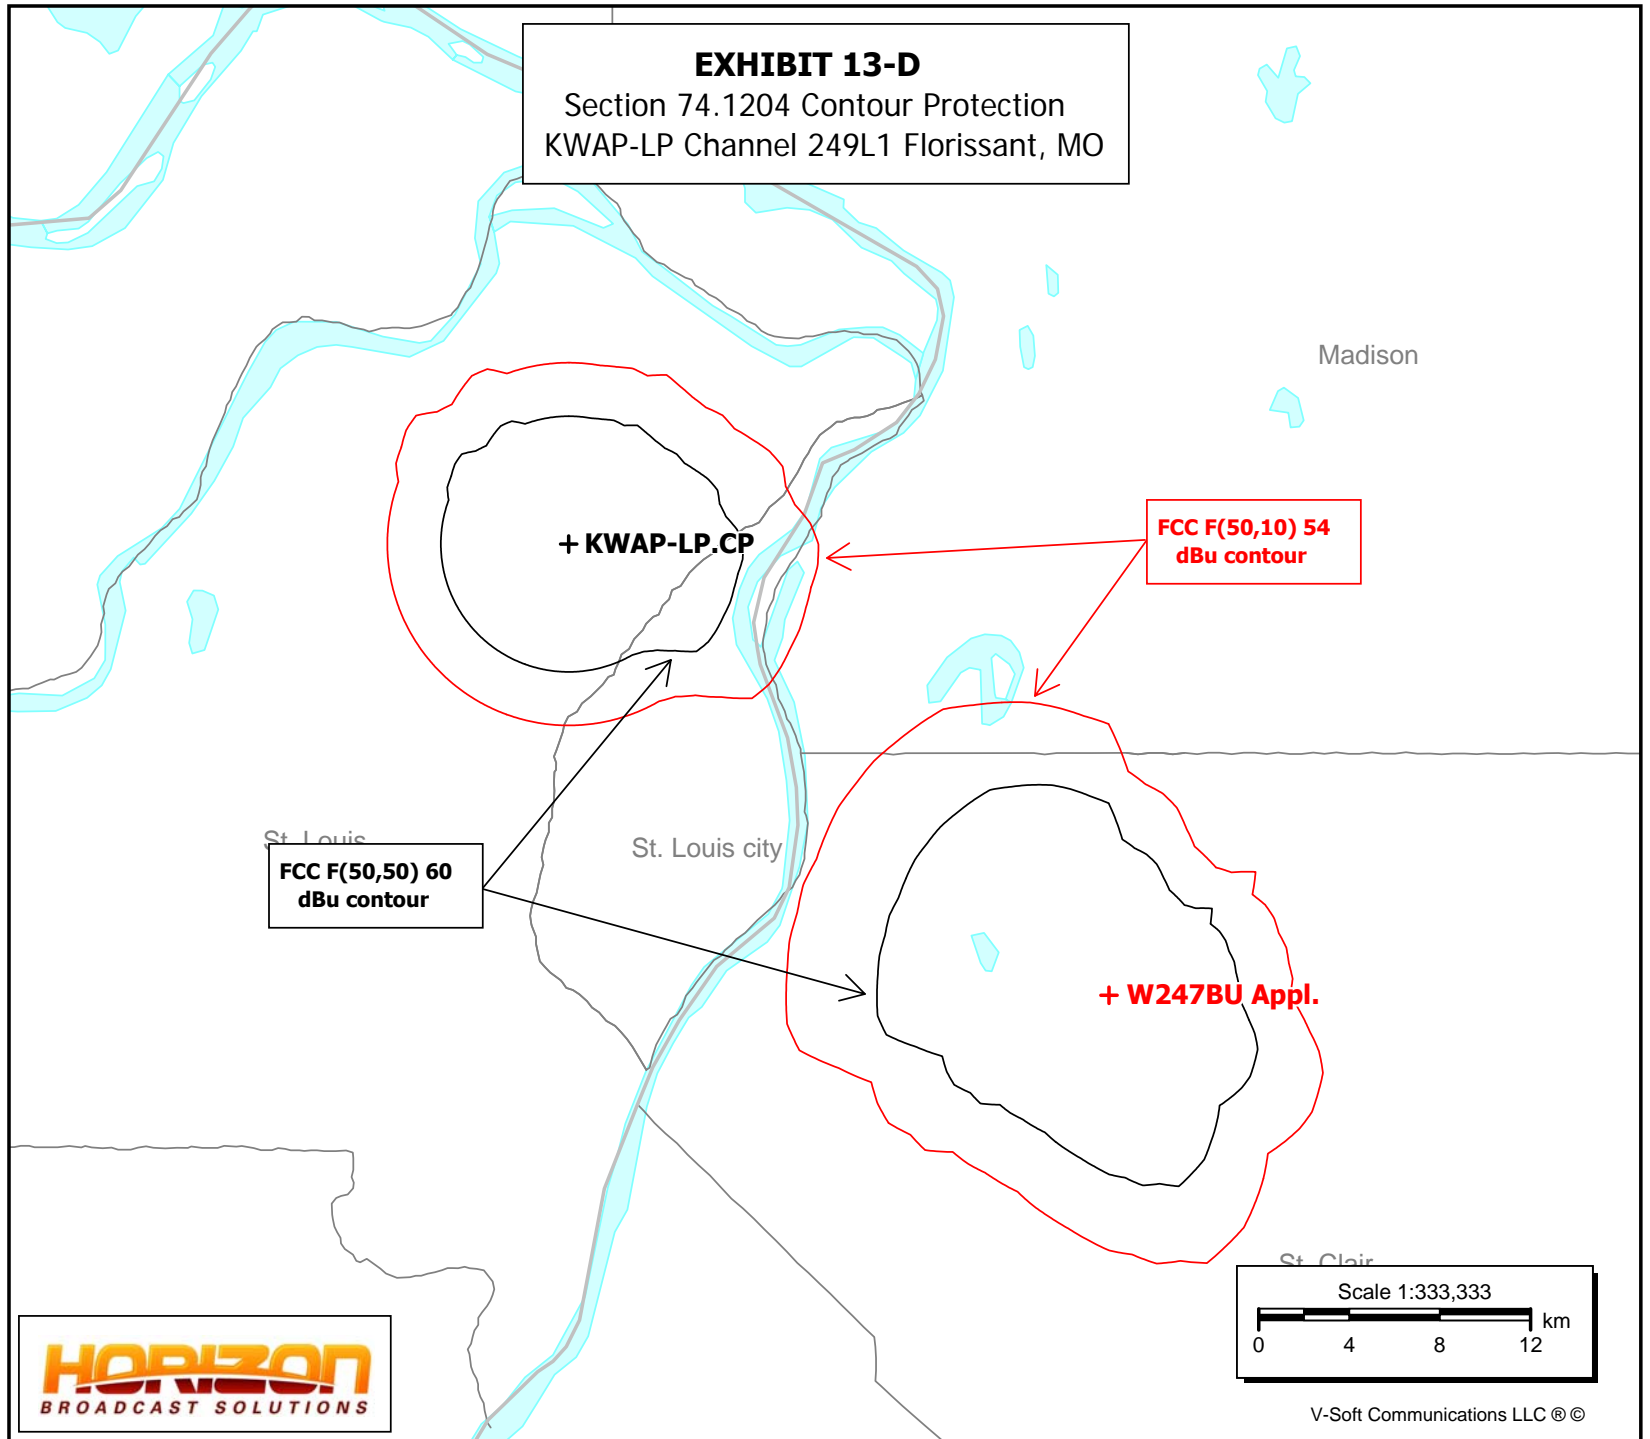 EXHIBIT 13-D
Section 74.1204 Contour Protection
KWAP-LP Channel 249L1 Florissant, MO
Madison
+ KWAP-LP.CP
FCC F(50,10) 54
dBu contour
St. Louis
St. Louis city
FCC F(50,50) 60
dBu contour
+ W247BU Appl.
St. Clair
Scale 1:333,333
km
0 4 8 12
HORIZON
BROADCAST SOLUTIONS
V-Soft Communications LLC ® ©